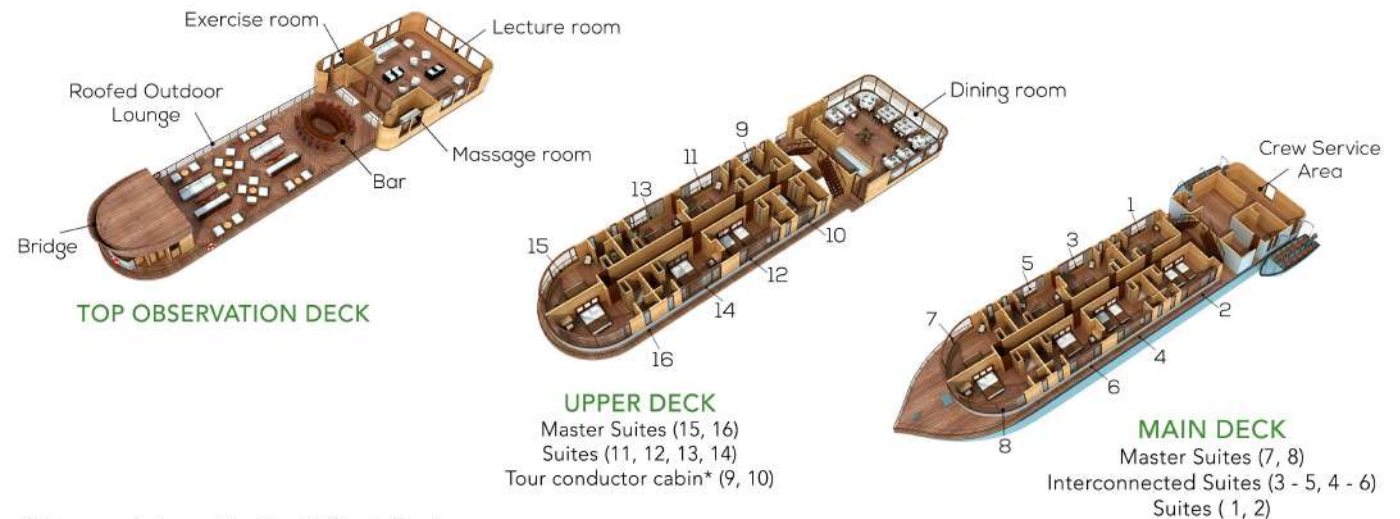 Exercise room
Lecture room
Roofed Outdoor
Lounge
Massage room
Bar
Bridge
TOP OBSERVATION DECK
Dining room
9
11
13
15
10
12
14
16
UPPER DECK
Master Suites (15, 16)
Suites (11, 12, 13, 14)
Tour conductor cabin* (9, 10)
Crew Service
Area
1
3
5
7
2
4
6
8
MAIN DECK
Master Suites (7, 8)
Interconnected Suites (3 - 5, 4 - 6)
Suites ( 1, 2)